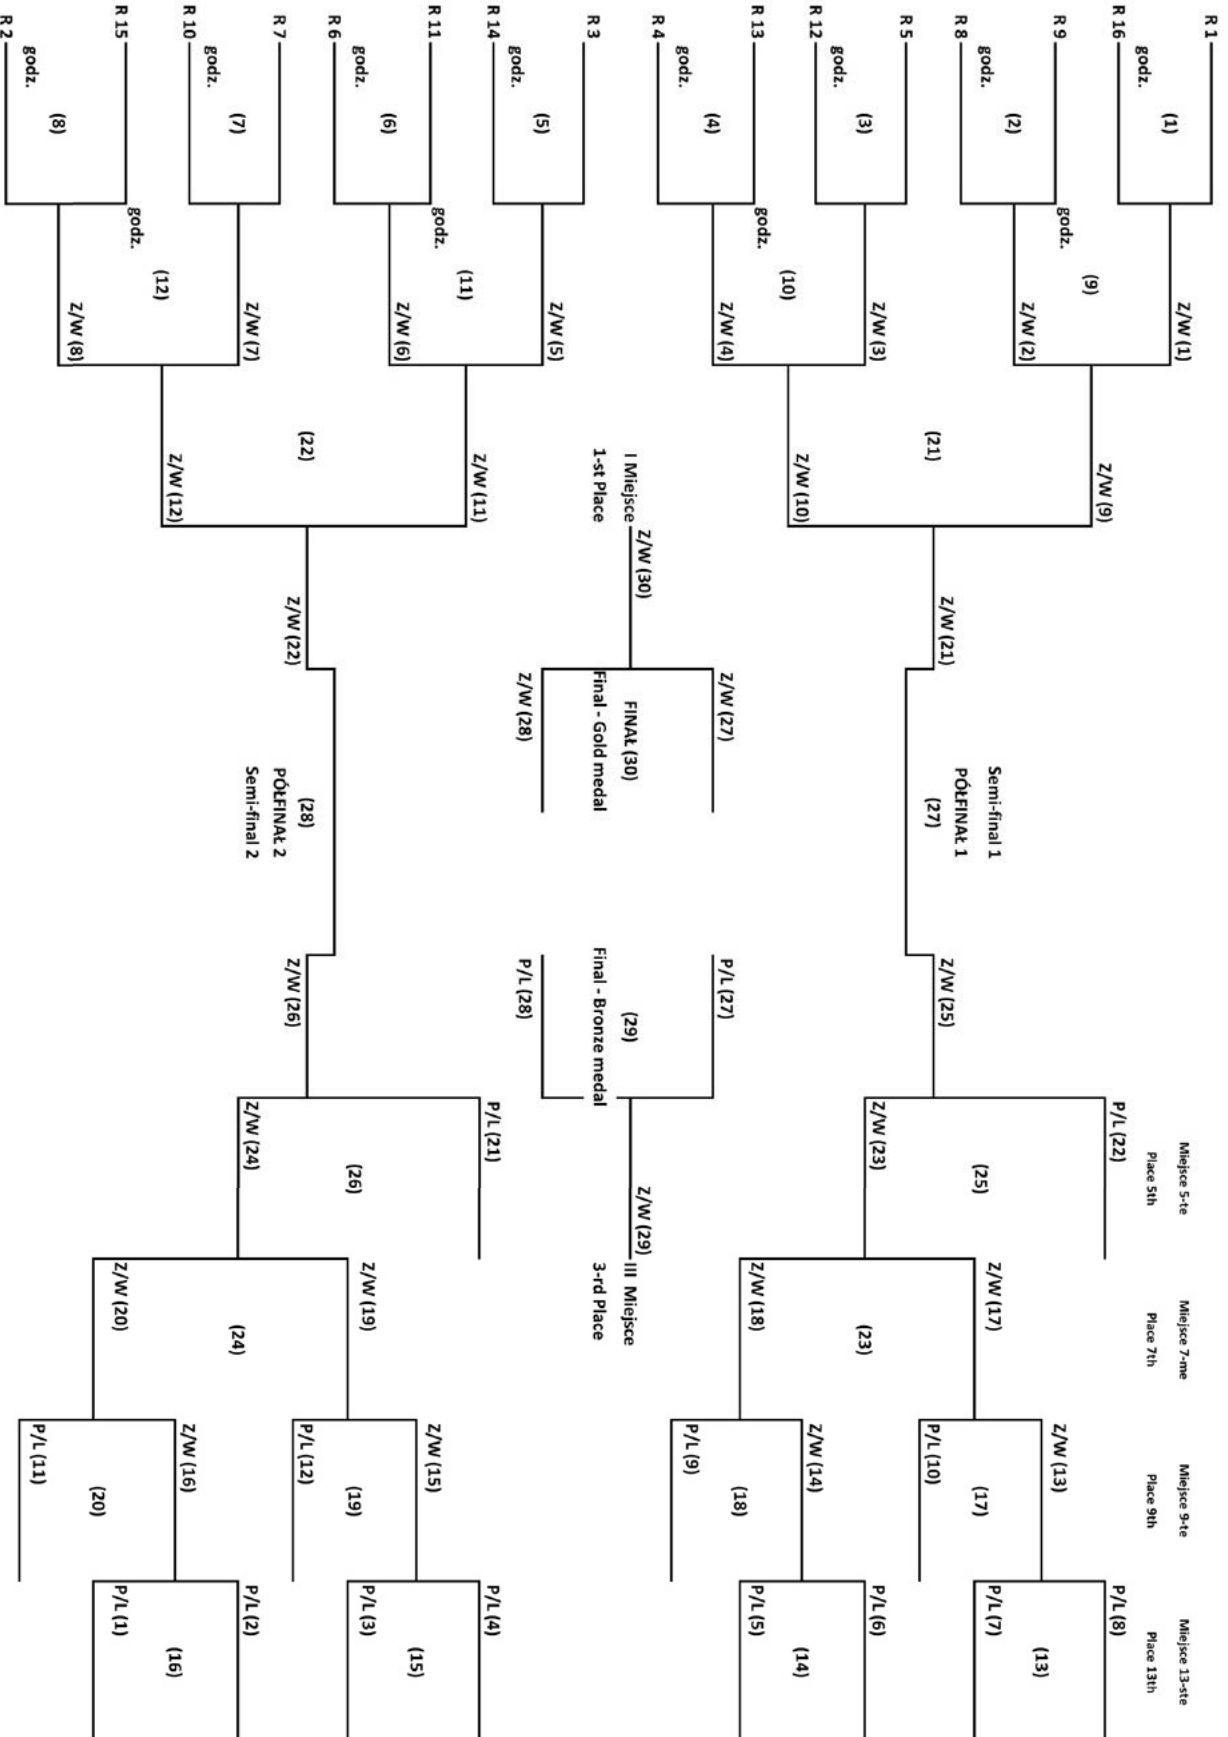 R 1
godz.
(1)
R 16
R 9
godz.
(2)
R 8
R 5
godz.
(3)
R 12
R 13
godz.
(4)
R 4
R 3
godz.
(5)
R 14
R 11
godz.
(6)
R 6
R 7
godz.
(7)
R 10
R 15
godz.
(8)
R 2
Z/W (1)
godz.
(9)
Z/W (2)
Z/W (3)
godz.
(10)
Z/W (4)
Z/W (5)
godz.
(11)
Z/W (6)
Z/W (7)
godz.
(12)
Z/W (8)
Z/W (9)
(21)
Z/W (10)
Z/W (11)
(22)
Z/W (12)
I Miejsce
1-st Place
Z/W (30)
Z/W (21)
Z/W (22)
Z/W (27)
FINAŁ (30)
Final - Gold medal
Z/W (28)
Semi-final 1
PÓŁFINAŁ 1
(27)
(28)
PÓŁFINAŁ 2
Semi-final 2
Z/W (25)
P/L (27)
(29)
Final - Bronze medal
P/L (28)
Z/W (26)
Miejsce 5-te
Place 5th
P/L (22)
(25)
Z/W (23)
Z/W (29)
III Miejsce
3-rd Place
P/L (21)
(26)
Z/W (24)
Miejsce 7-me
Place 7th
Z/W (17)
(23)
Z/W (18)
Z/W (19)
(24)
Z/W (20)
Miejsce 9-te
Place 9th
Z/W (13)
(17)
P/L (10)
Z/W (14)
(18)
P/L (9)
Z/W (15)
(19)
P/L (12)
Z/W (16)
(20)
P/L (11)
Miejsce 13-ste
Place 13th
P/L (8)
(13)
P/L (7)
P/L (6)
(14)
P/L (5)
P/L (4)
(15)
P/L (3)
P/L (2)
(16)
P/L (1)